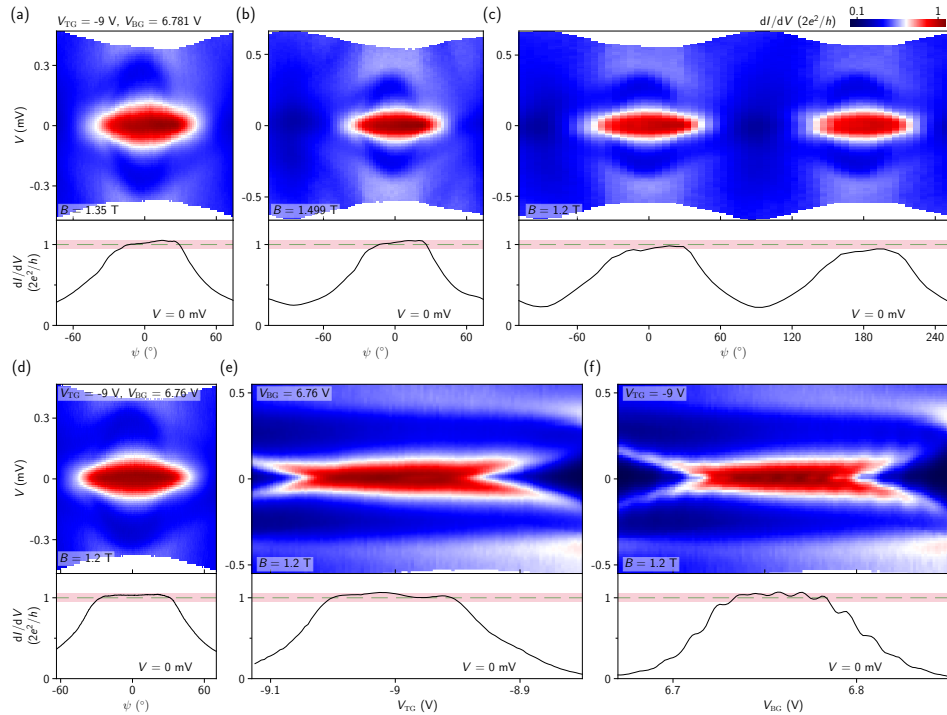 (a) V_TG = -9 V, V_BG = 6.781 V
(b)
(c)
dI/dV (2e²/h)
0.1 1
V (mV)
0.3
0
-0.3
B = 1.35 T
0.5
0
-0.5
B = 1.499 T
0.5
0
-0.5
B = 1.2 T
dI/dV
(2e²/h)
1
0
V = 0 mV
-60 0 60
ψ (°)
1
0
V = 0 mV
-60 0 60
ψ (°)
1
0
V = 0 mV
-60 0 60 120 180 240
ψ (°)
(d)
V_TG = -9 V, V_BG = 6.76 V
V (mV)
0.3
0
-0.3
B = 1.2 T
(e)
V_BG = 6.76 V
0.5
0
-0.5
B = 1.2 T
(f)
V_TG = -9 V
0.5
0
-0.5
B = 1.2 T
dI/dV
(2e²/h)
1
0
V = 0 mV
-60 0 60
ψ (°)
1
0
V = 0 mV
-9.1 -9 -8.9
V_TG (V)
1
0
V = 0 mV
6.7 6.8
V_BG (V)